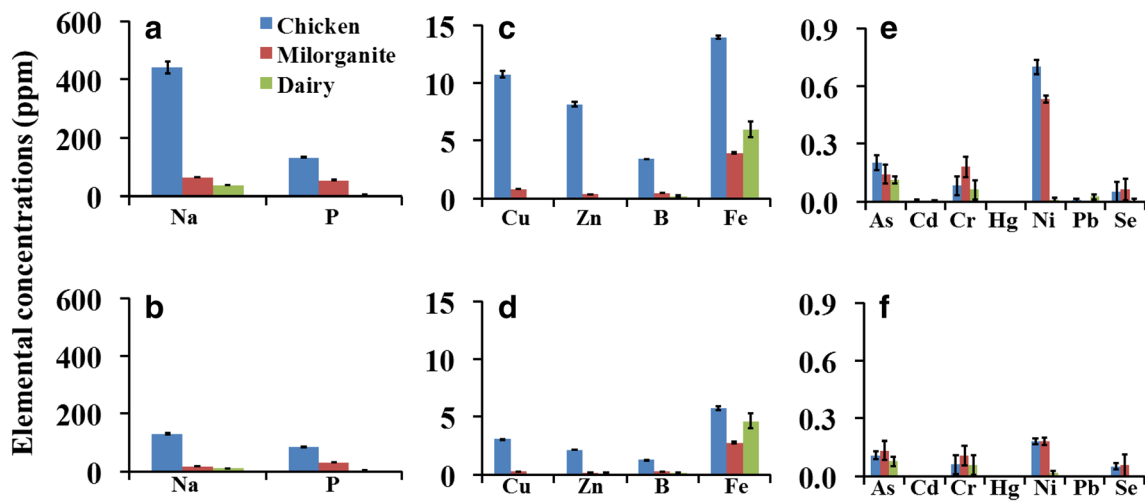 Elemental concentrations (ppm)
a
600
400
200
0
Na P
Chicken
Milorganite
Dairy
c
15
10
5
0
Cu Zn B Fe
e
0.9
0.6
0.3
0.0
As Cd Cr Hg Ni Pb Se
b
600
400
200
0
Na P
d
15
10
5
0
Cu Zn B Fe
f
0.9
0.6
0.3
0.0
As Cd Cr Hg Ni Pb Se